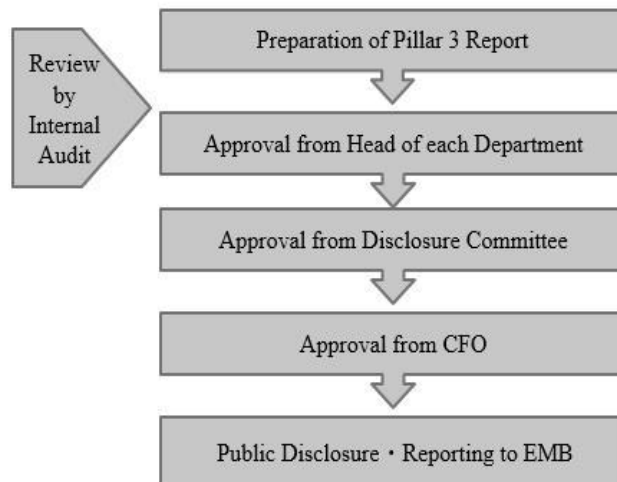 Preparation of Pillar 3 Report
Review
by
Internal
Audit
Approval from Head of each Department
Approval from Disclosure Committee
Approval from CFO
Public Disclosure・Reporting to EMB